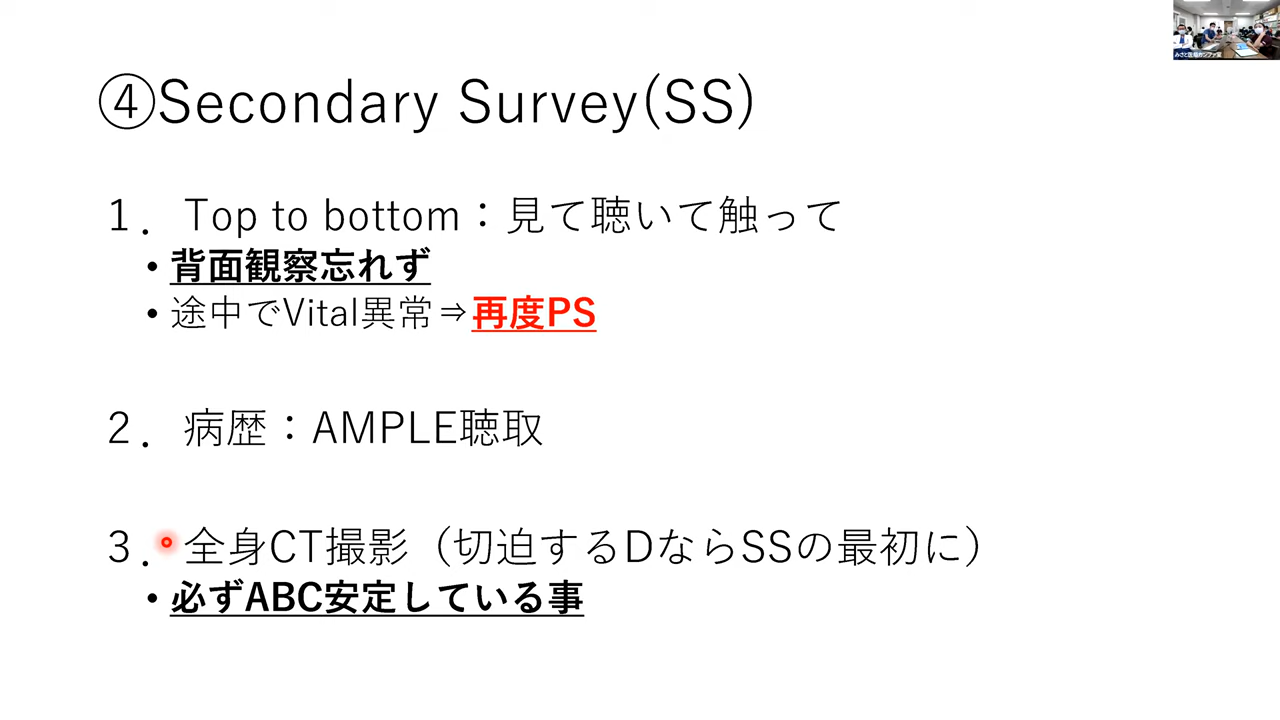 ④Secondary Survey(SS)
１．Top to bottom：見て聴いて触って
• 背面観察忘れず
• 途中でVital異常⇒再度PS
２．病歴：AMPLE聴取
３．全身CT撮影（切迫するDならSSの最初に）
• 必ずABC安定している事